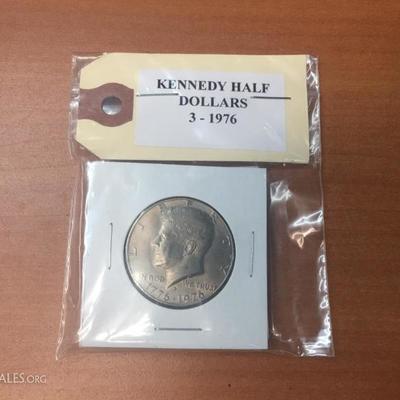 KENNEDY HALF
DOLLARS
3 - 1976
LIBERTY
IN GOD WE TRUST
1776 • 1976
ALES.ORG